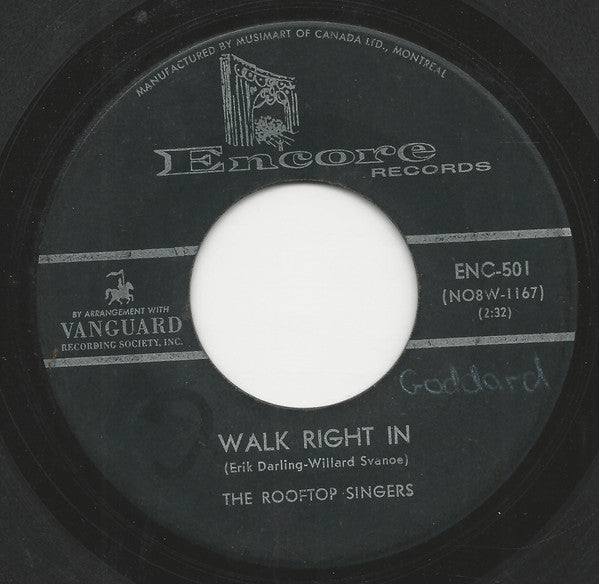 MANUFACTURED BY MUSIMART OF CANADA LTD., MONTREAL
Encore
RECORDS
ENC-501
(NO8W-1167)
(2:32)
BY ARRANGEMENT WITH
VANGUARD
RECORDING SOCIETY, INC.
Goddard
WALK RIGHT IN
(Erik Darling-Willard Svanoe)
THE ROOFTOP SINGERS